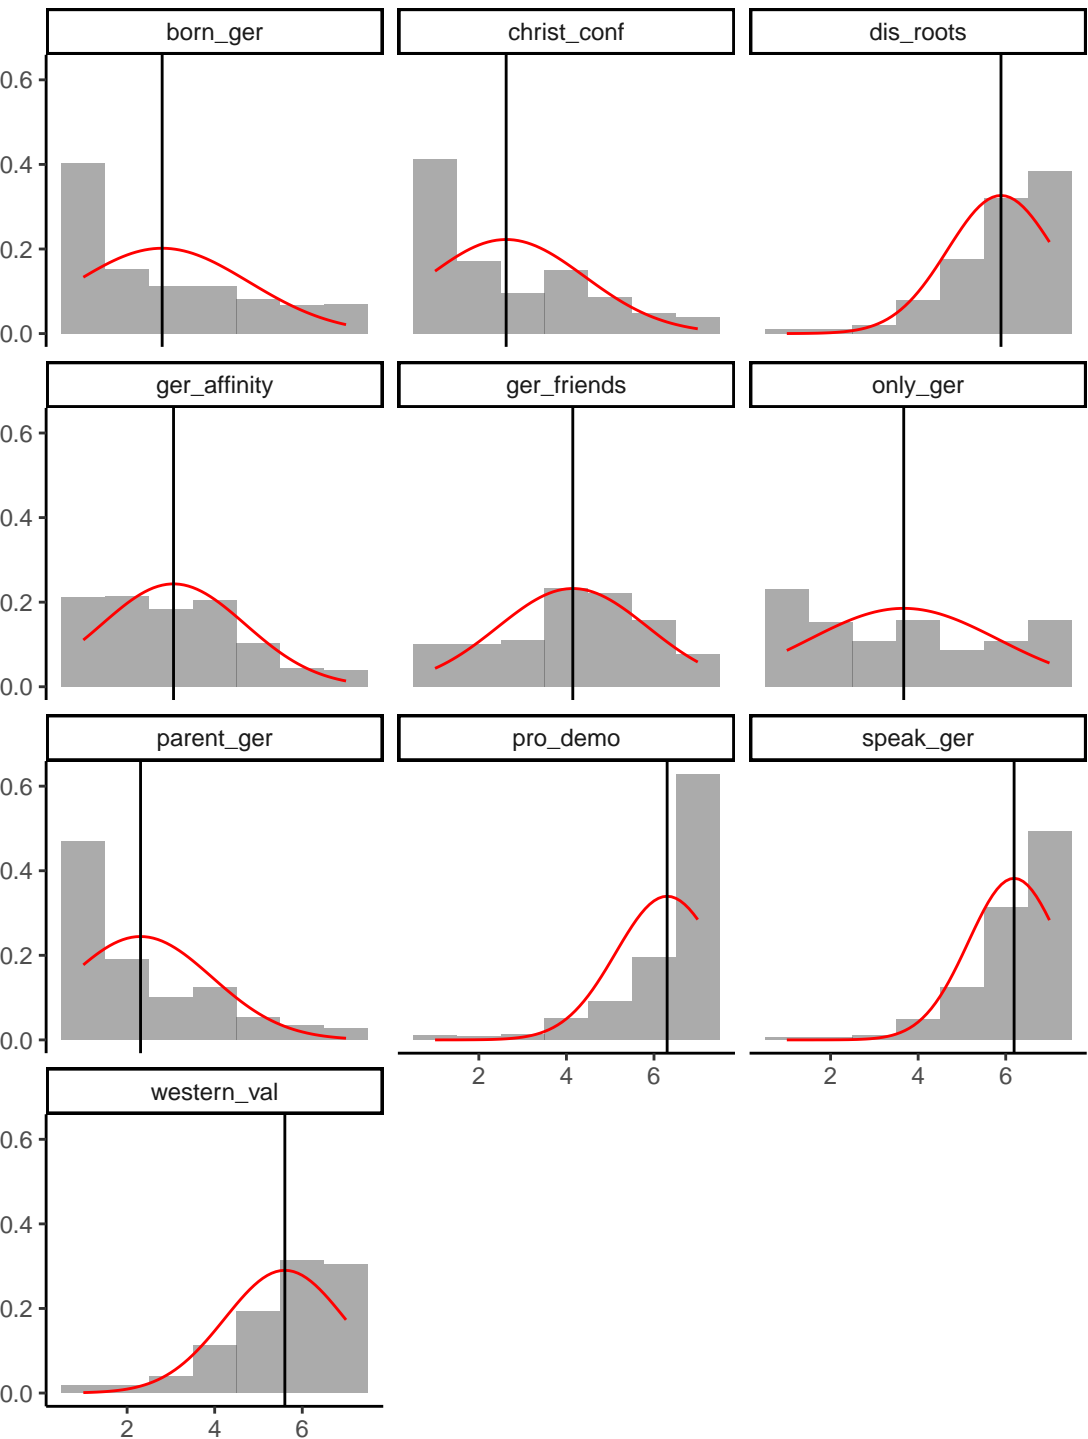 born_ger christ_conf dis_roots
0.6
0.4
0.2
0.0
ger_affinity ger_friends only_ger
0.6
0.4
0.2
0.0
parent_ger pro_demo speak_ger
0.6
0.4
0.2
0.0
2 4 6 2 4 6
western_val
0.6
0.4
0.2
0.0
2 4 6